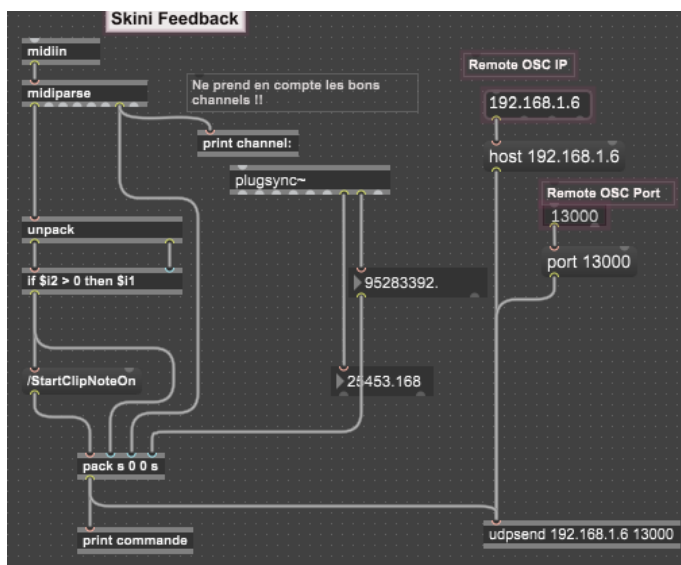 Skini Feedback
midiin
midiparse
Ne prend en compte les bons
channels !!
print channel:
plugsync~
Remote OSC IP
192.168.1.6
host 192.168.1.6
Remote OSC Port
13000
port 13000
unpack
if $i2 > 0 then $i1
95283392.
/StartClipNoteOn
25453.168
pack s 0 0 s
print commande
udpsend 192.168.1.6 13000